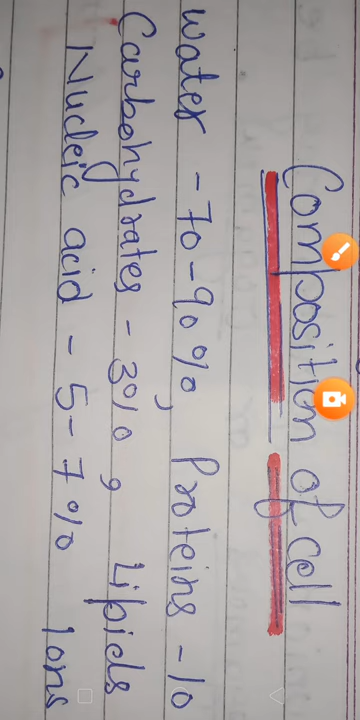 Composition of cell
Water - 70-90%, Proteins - 10
Carbohydrates - 3%, Lipids
Nucleic acid - 5-7% Ions